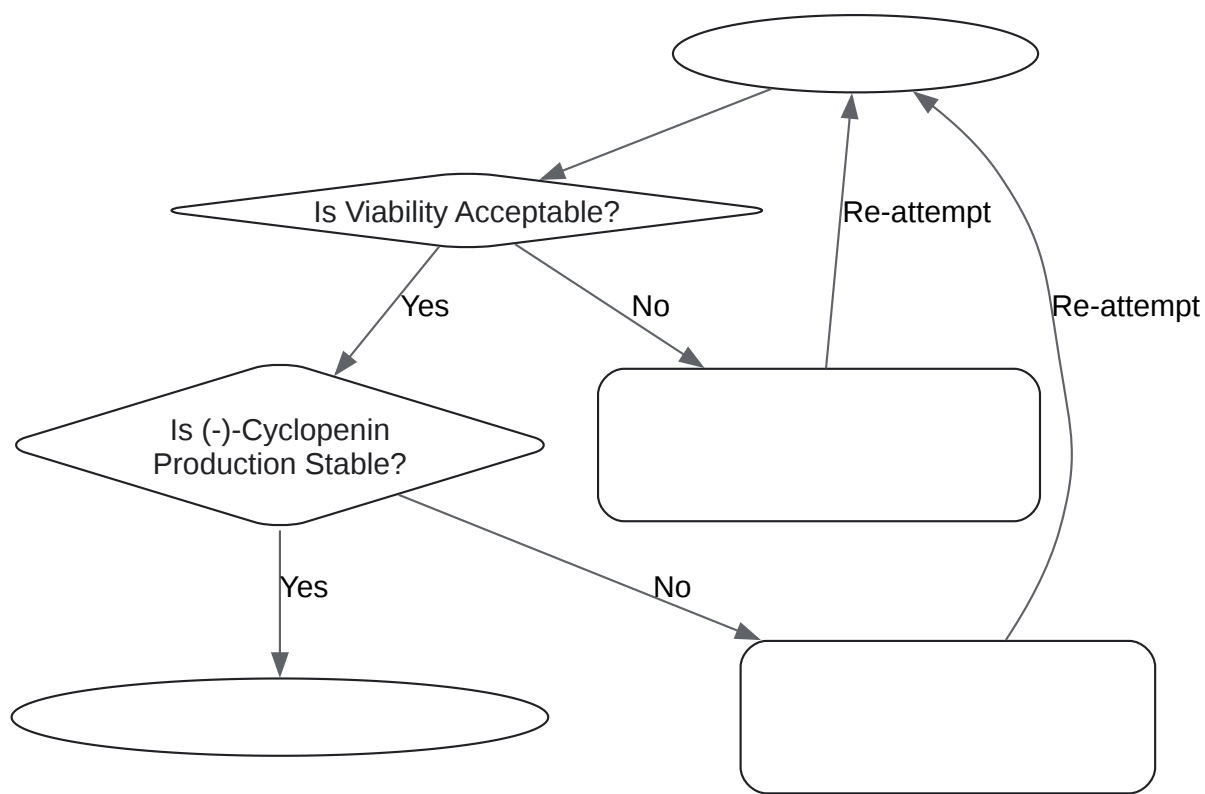 Is Viability Acceptable?
Re-attempt
Yes
No
Re-attempt
Is (-)-Cyclopenin
Production Stable?
Yes
No